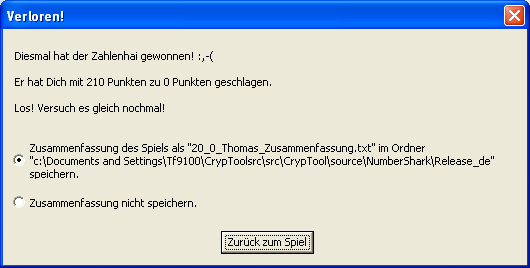 Verloren!
Diesmal hat der Zahlenhai gewonnen! :,-(
Er hat Dich mit 210 Punkten zu 0 Punkten geschlagen.
Los! Versuch es gleich nochmal!
Zusammenfassung des Spiels als "20_0_Thomas_Zusammenfassung.txt" im Ordner
"c:\Documents and Settings\Tf9100\CrypToolsrc\src\CrypTool\source\NumberShark\Release_de"
speichern.
Zusammenfassung nicht speichern.
Zurück zum Spiel